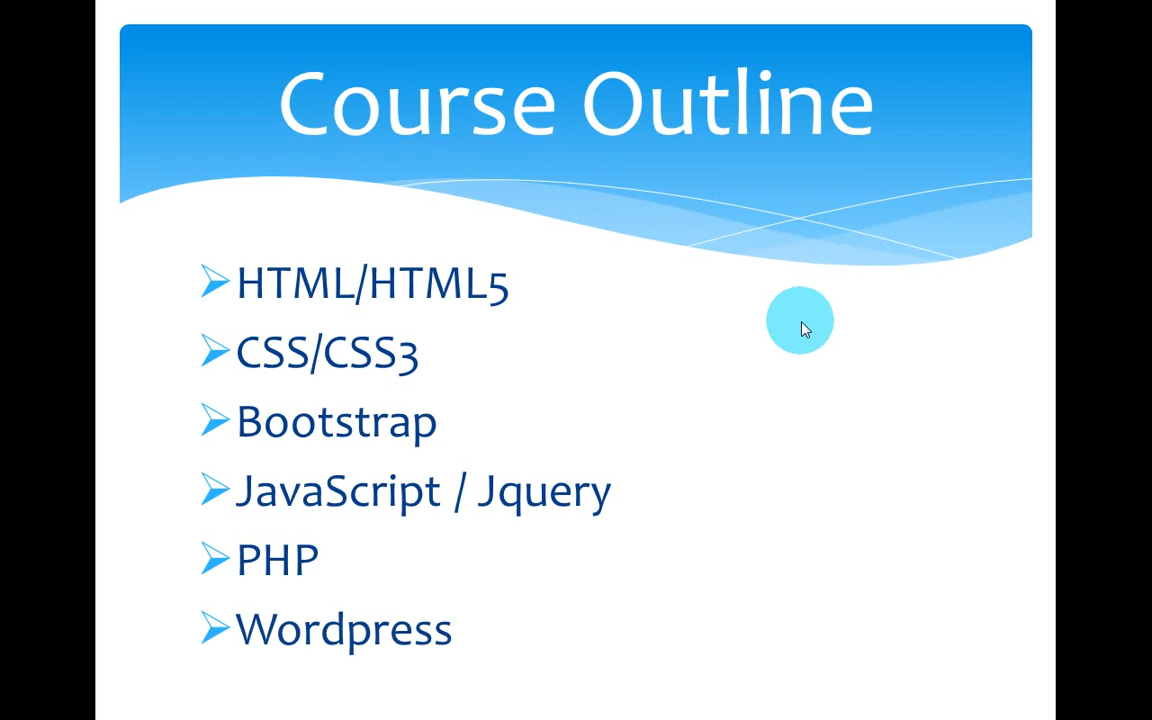 Course Outline
HTML/HTML5
CSS/CSS3
Bootstrap
JavaScript / Jquery
PHP
Wordpress